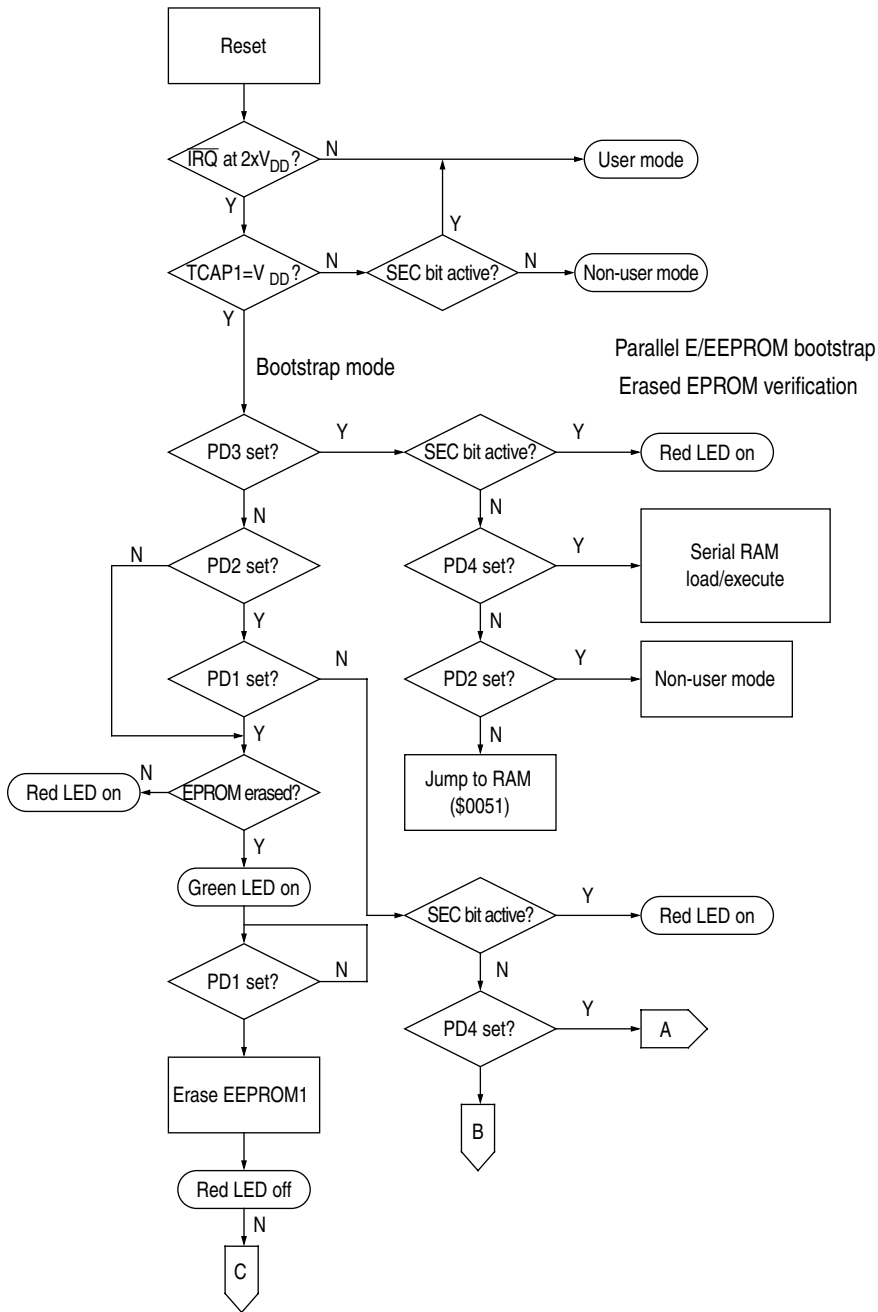 Reset
IRQ at 2xVDD?
N
User mode
Y
Y
TCAP1=VDD?
N
SEC bit active?
N
Non-user mode
Y
Parallel E/EEPROM bootstrap
Bootstrap mode
Erased EPROM verification
PD3 set?
Y
SEC bit active?
Y
Red LED on
N
N
N
PD2 set?
PD4 set?
Y
Serial RAM
load/execute
Y
N
N
PD1 set?
PD2 set?
Y
Non-user mode
Y
N
Red LED on
N
EPROM erased?
Jump to RAM
($0051)
Y
Green LED on
SEC bit active?
Y
Red LED on
PD1 set?
N
N
PD4 set?
Y
A
Erase EEPROM1
B
Red LED off
N
C